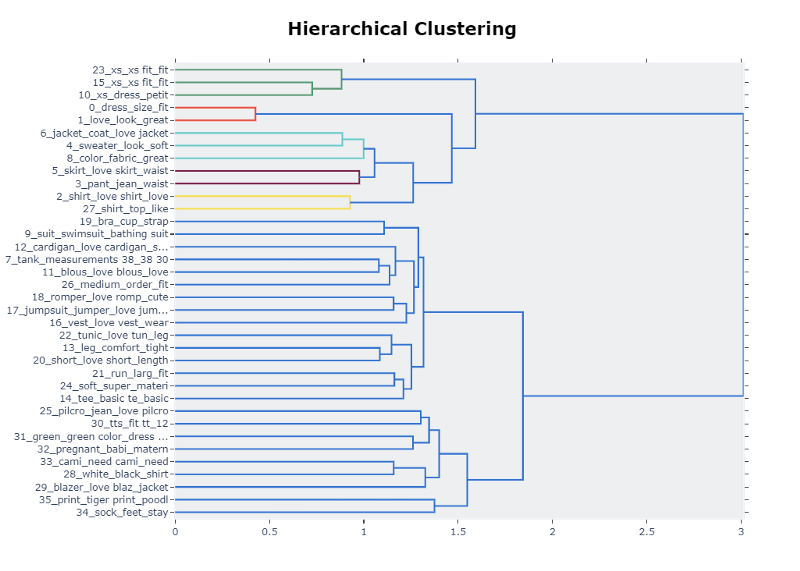 Hierarchical Clustering
23_xs_xs fit_fit
15_xs_xs fit_fit
10_xs_dress_petit
0_dress_size_fit
1_love_look_great
6_jacket_coat_love jacket
4_sweater_look_soft
8_color_fabric_great
5_skirt_love skirt_waist
3_pant_jean_waist
2_shirt_love shirt_love
27_shirt_top_like
19_bra_cup_strap
9_suit_swimsuit_bathing suit
12_cardigan_love cardigan_s...
7_tank_measurements 38_38 30
11_blous_love blous_love
26_medium_order_fit
18_romper_love romp_cute
17_jumpsuit_jumper_love jum...
16_vest_love vest_wear
22_tunic_love tun_leg
13_leg_comfort_tight
20_short_love short_length
21_run_larg_fit
24_soft_super_materi
14_tee_basic te_basic
25_pilcro_jean_love pilcro
30_tts_fit tt_12
31_green_green color_dress ...
32_pregnant_babi_matern
33_cami_need cami_need
28_white_black_shirt
29_blazer_love blaz_jacket
35_print_tiger print_poodl
34_sock_feet_stay
0 0.5 1 1.5 2 2.5 3